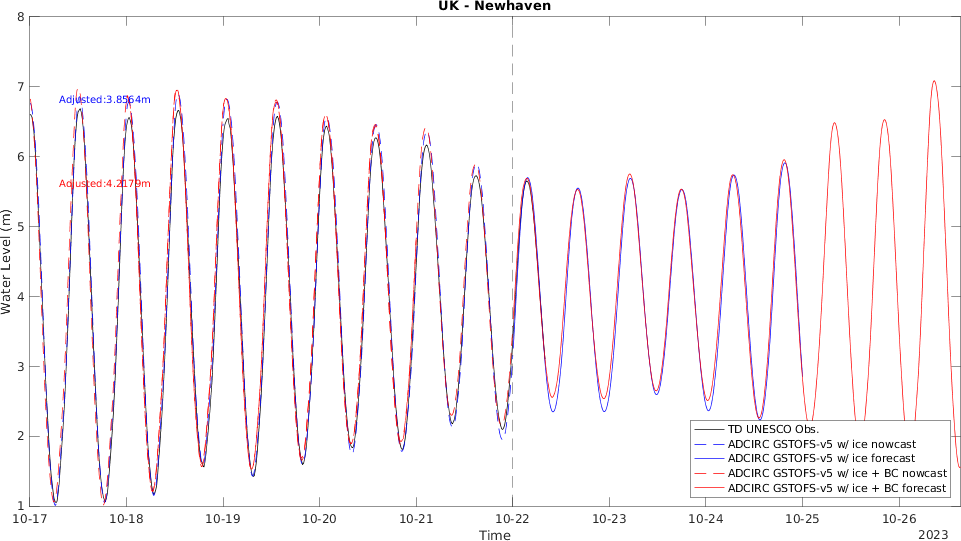 UK - Newhaven
8
7
6
5
4
3
2
1
Water Level (m)
Adjusted:3.8564m
Adjusted:4.2179m
TD UNESCO Obs.
ADCIRC GSTOFS-v5 w/ ice nowcast
ADCIRC GSTOFS-v5 w/ ice forecast
ADCIRC GSTOFS-v5 w/ ice + BC nowcast
ADCIRC GSTOFS-v5 w/ ice + BC forecast
10-17 10-18 10-19 10-20 10-21 10-22 10-23 10-24 10-25 10-26
Time
2023